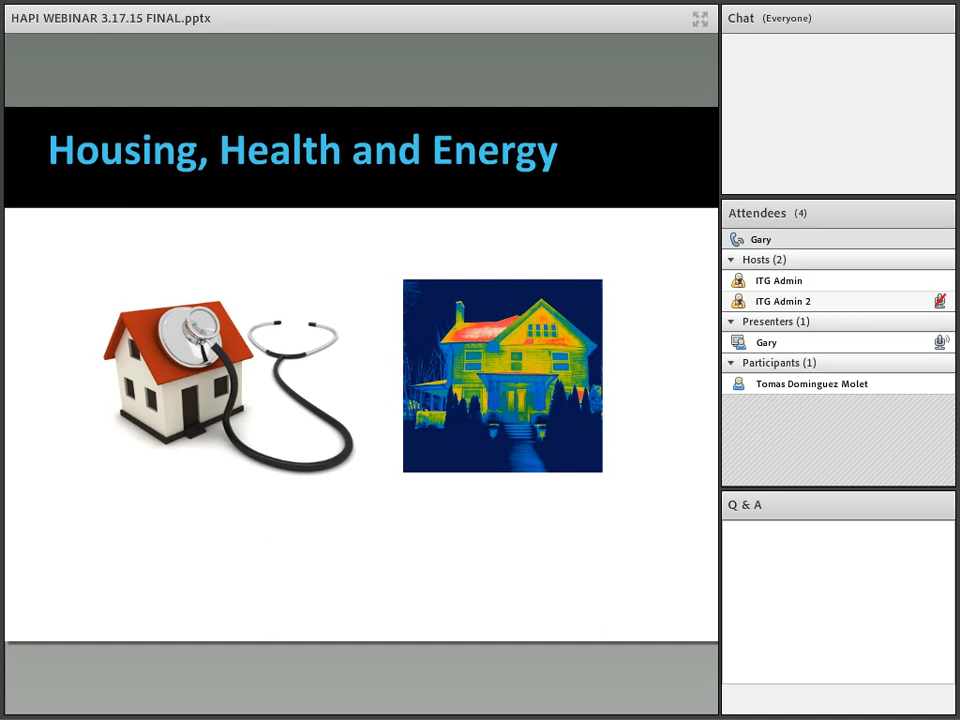 HAPI WEBINAR 3.17.15 FINAL.pptx
Housing, Health and Energy
Chat (Everyone)
Attendees (4)
Gary
Hosts (2)
ITG Admin
ITG Admin 2
Presenters (1)
Gary
Participants (1)
Tomas Dominguez Molet
Q & A